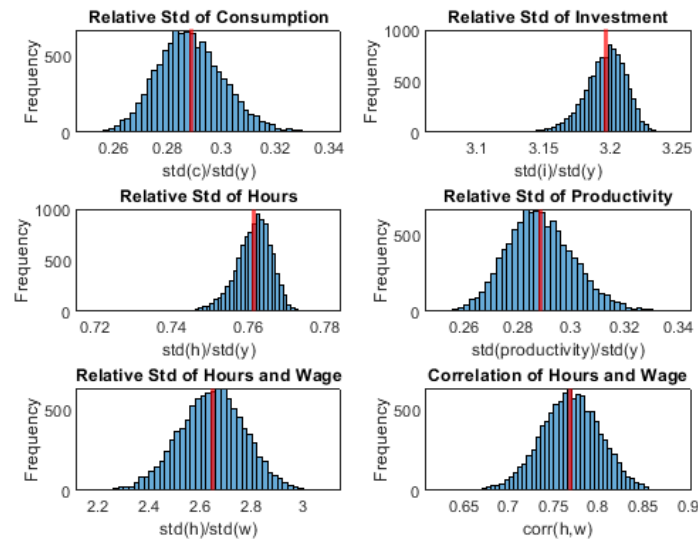 Relative Std of Consumption
Frequency
500
0
0.26 0.28 0.3 0.32 0.34
std(c)/std(y)
Relative Std of Investment
Frequency
1000
500
0
3.1 3.15 3.2 3.25
std(i)/std(y)
Relative Std of Hours
Frequency
1000
500
0
0.72 0.74 0.76 0.78
std(h)/std(y)
Relative Std of Productivity
Frequency
500
0
0.26 0.28 0.3 0.32 0.34
std(productivity)/std(y)
Relative Std of Hours and Wage
Frequency
500
0
2.2 2.4 2.6 2.8 3
std(h)/std(w)
Correlation of Hours and Wage
Frequency
500
0
0.65 0.7 0.75 0.8 0.85 0.9
corr(h,w)